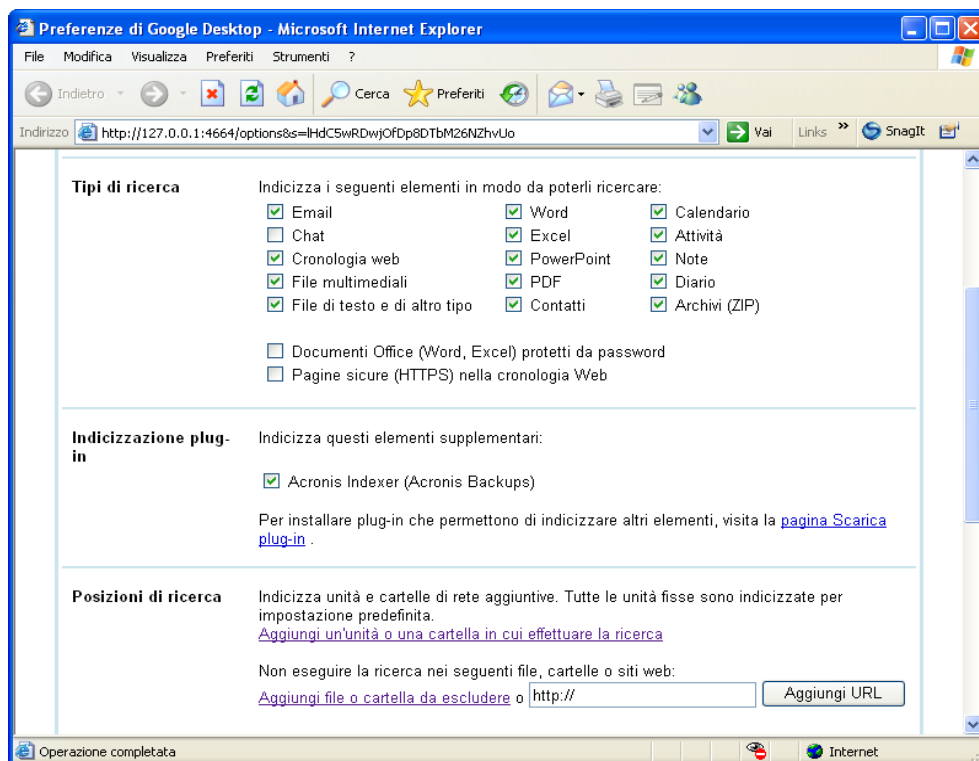 Preferenze di Google Desktop - Microsoft Internet Explorer
File Modifica Visualizza Preferiti Strumenti ?
Indietro Cerca Preferiti
Indirizzo http://127.0.0.1:4664/options&s=lHdC5wRDwjOfDp8DTbM26NZhvUo Vai Links » SnagIt
Tipi di ricerca Indicizza i seguenti elementi in modo da poterli ricercare:
Email Word Calendario
Chat Excel Attività
Cronologia web PowerPoint Note
File multimediali PDF Diario
File di testo e di altro tipo Contatti Archivi (ZIP)
Documenti Office (Word, Excel) protetti da password
Pagine sicure (HTTPS) nella cronologia Web
Indicizzazione plug- Indicizza questi elementi supplementari:
in
Acronis Indexer (Acronis Backups)
Per installare plug-in che permettono di indicizzare altri elementi, visita la pagina Scarica
plug-in .
Posizioni di ricerca Indicizza unità e cartelle di rete aggiuntive. Tutte le unità fisse sono indicizzate per
impostazione predefinita.
Aggiungi un'unità o una cartella in cui effettuare la ricerca
Non eseguire la ricerca nei seguenti file, cartelle o siti web:
Aggiungi file o cartella da escludere o http:// Aggiungi URL
Operazione completata Internet